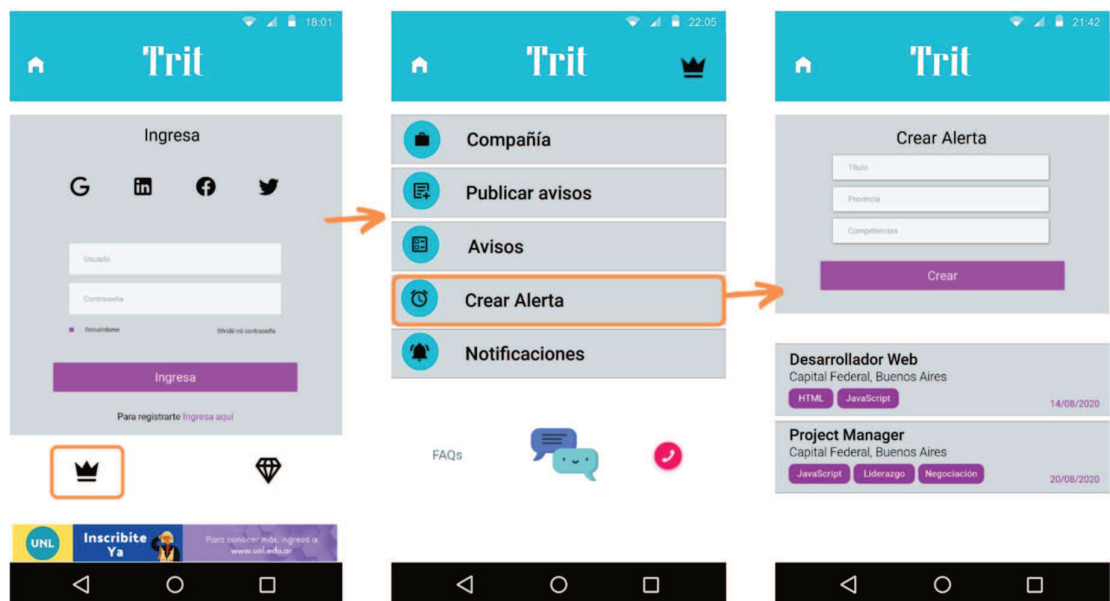 18:01
Trit
Ingresa
Usuario
Contraseña
Recuérdame
Olvidé mi contraseña
Ingresa
Para registrarte Ingresa aquí
UNL
Inscribite
Ya
Para conocer más, ingresa a
www.unl.edu.ar
22:05
Trit
Compañía
Publicar avisos
Avisos
Crear Alerta
Notificaciones
FAQs
21:42
Trit
Crear Alerta
Título
Provincia
Competencias
Crear
Desarrollador Web
Capital Federal, Buenos Aires
HTML JavaScript
14/08/2020
Project Manager
Capital Federal, Buenos Aires
JavaScript Liderazgo Negociación
20/08/2020